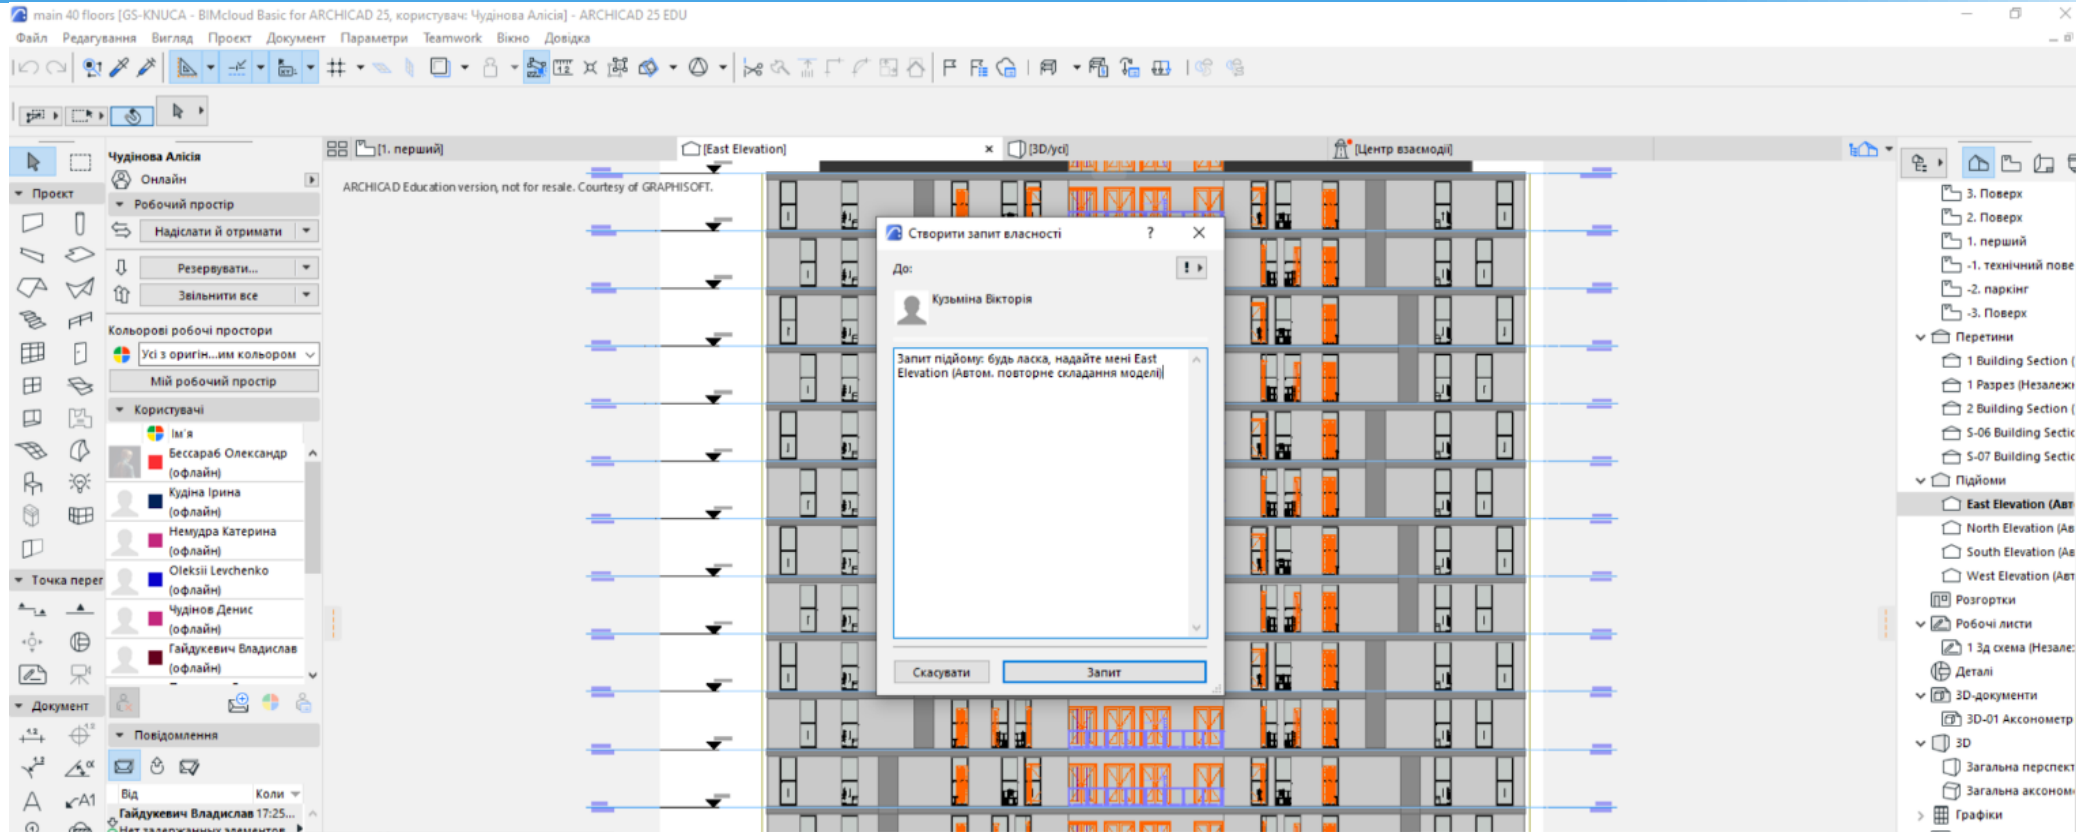 main 40 floors [GS-KNUCA - BIMcloud Basic for ARCHICAD 25, користувач: Чудінова Алісія] - ARCHICAD 25 EDU
Файл Редагування Вигляд Проєкт Документ Параметри Teamwork Вікно Довідка
Чудінова Алісія
Онлайн
Робочий простір
Надіслати й отримати
Резервувати...
Звільнити все
Кольорові робочі простори
Усі з оригін...им кольором
Мій робочий простір
Користувачі
Ім'я
Бессараб Олександр
(офлайн)
Кудіна Ірина
(офлайн)
Немудра Катерина
(офлайн)
Oleksii Levchenko
(офлайн)
Чудінов Денис
(офлайн)
Гайдукевич Владислав
(офлайн)
Повідомлення
Від Коли
Гайдукевич Владислав 17:25...
Нет задержанных элементов
Проєкт
Точка перег
Документ
[1. перший]
[East Elevation]
[3D/усі]
[Центр взаємодії]
ARCHICAD Education version, not for resale. Courtesy of GRAPHISOFT.
Створити запит власності
До:
Кузьміна Вікторія
Запит підйому: будь ласка, надайте мені East
Elevation (Автом. повторне складання моделі)
Скасувати
Запит
3. Поверх
2. Поверх
1. перший
-1. технічний пове
-2. паркінг
-3. Поверх
Перетини
1 Building Section (
1 Разрез (Незалежн
2 Building Section (
S-06 Building Sectic
S-07 Building Sectic
Підйоми
East Elevation (Авт
North Elevation (Ав
South Elevation (Ав
West Elevation (Авт
Розгортки
Робочі листи
1 3д схема (Незале:
Деталі
3D-документи
3D-01 Аксонометр
3D
Загальна перспект
Загальна аксоном
Графіки